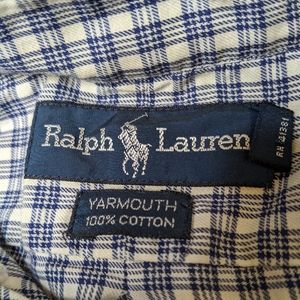 Ralph Lauren
RN 41381
YARMOUTH
100% COTTON